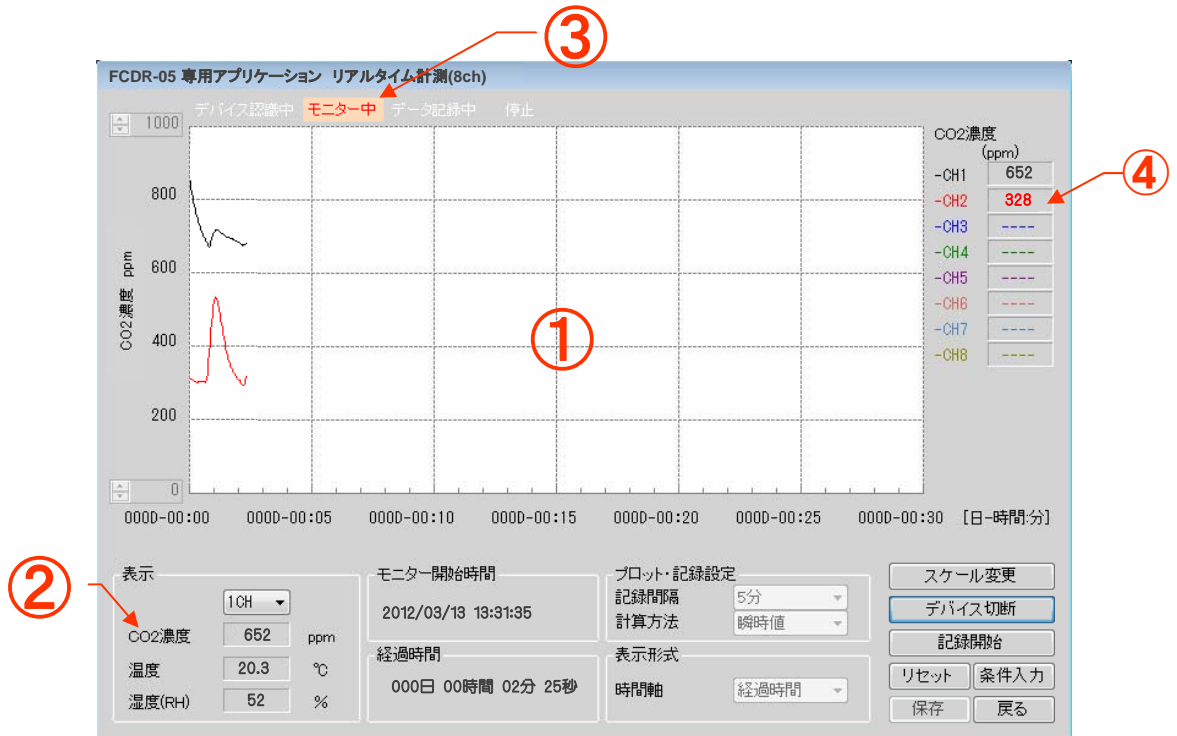 ③
FCDR-05 専用アプリケーション リアルタイム計測(8ch)
デバイス認識中 モニター中 データ記録中 停止
1000
800
600
400
200
0
CO2濃度 ppm
①
CO2濃度
(ppm)
-CH1 652
-CH2 328
-CH3 ----
-CH4 ----
-CH5 ----
-CH6 ----
-CH7 ----
-CH8 ----
④
000D-00:00 000D-00:05 000D-00:10 000D-00:15 000D-00:20 000D-00:25 000D-00:30 [日-時間:分]
②
表示
1CH
CO2濃度 652 ppm
温度 20.3 ℃
湿度(RH) 52 %
モニター開始時間
2012/03/13 13:31:35
経過時間
000日 00時間 02分 25秒
プロット・記録設定
記録間隔 5分
計算方法 瞬時値
表示形式
時間軸 経過時間
スケール変更
デバイス切断
記録開始
リセット 条件入力
保存 戻る